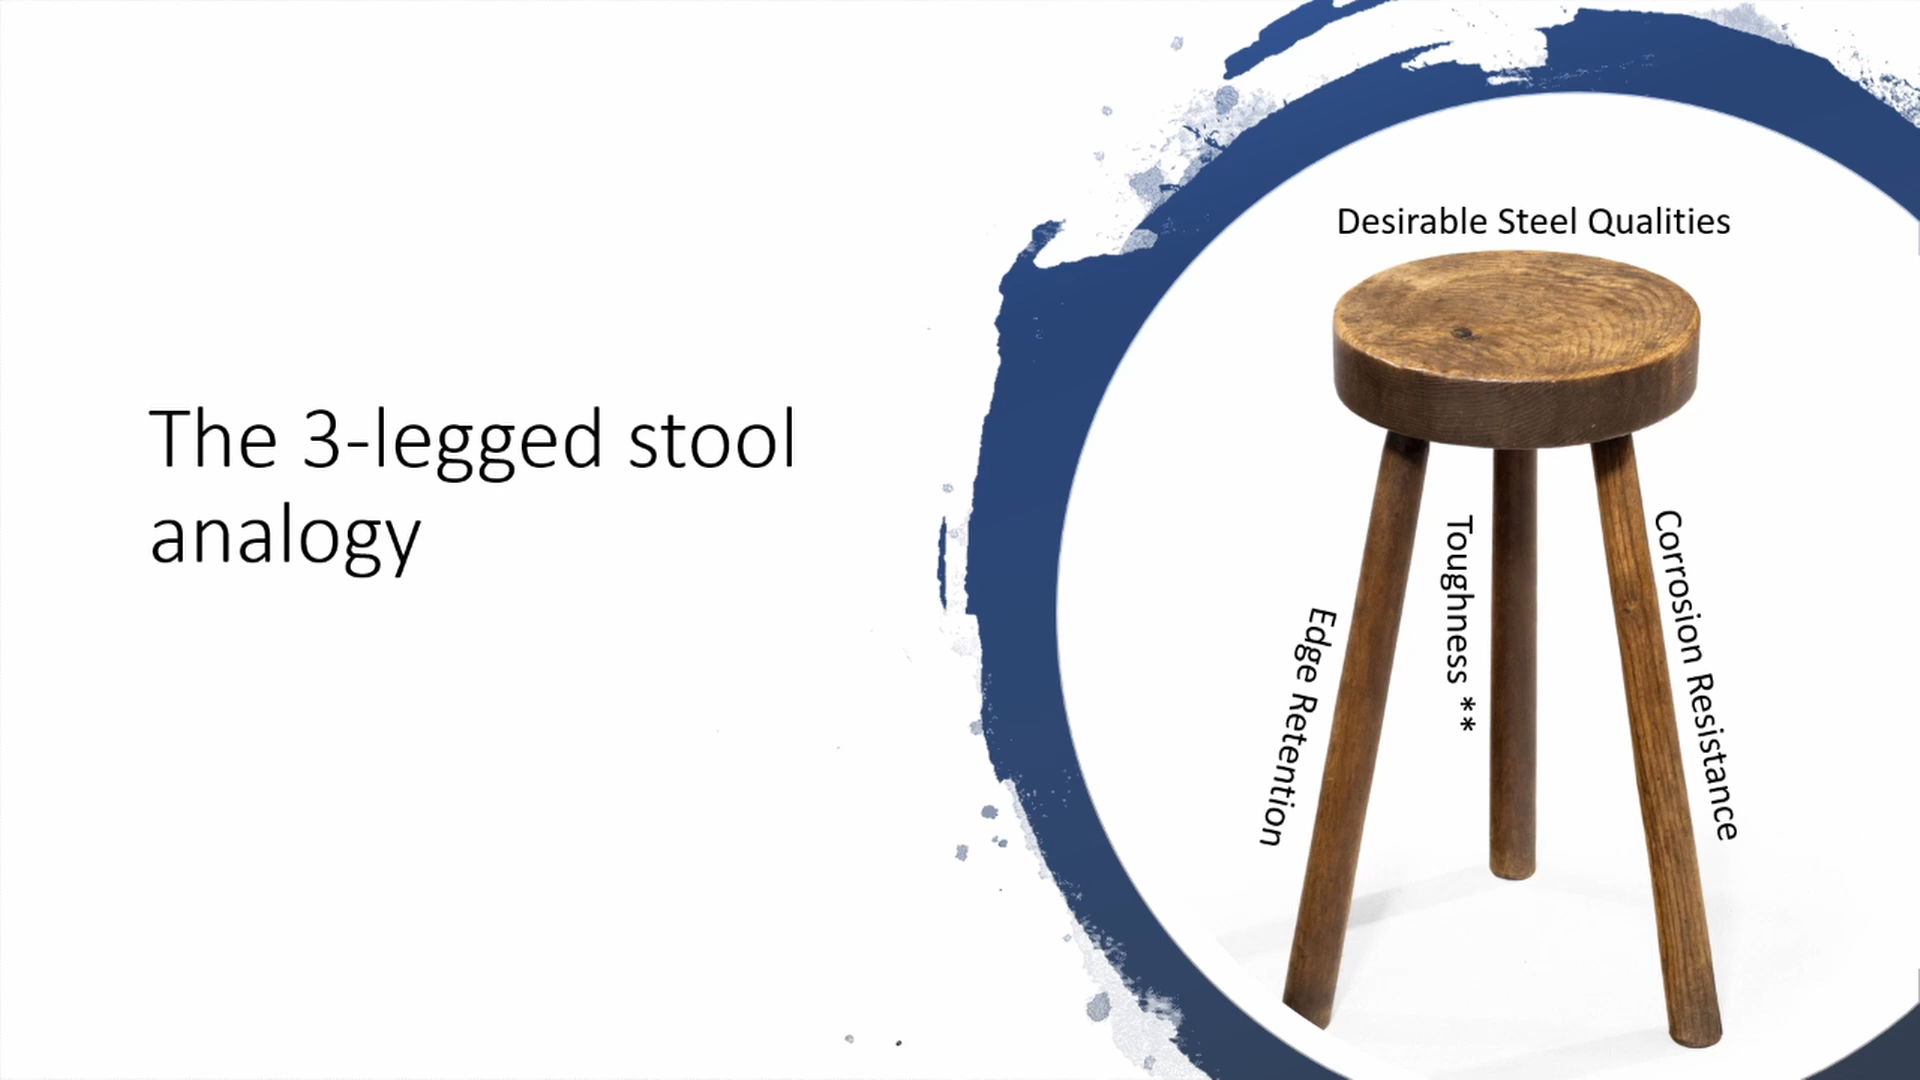 The 3-legged stool
analogy
Desirable Steel Qualities
Edge Retention
Toughness **
Corrosion Resistance